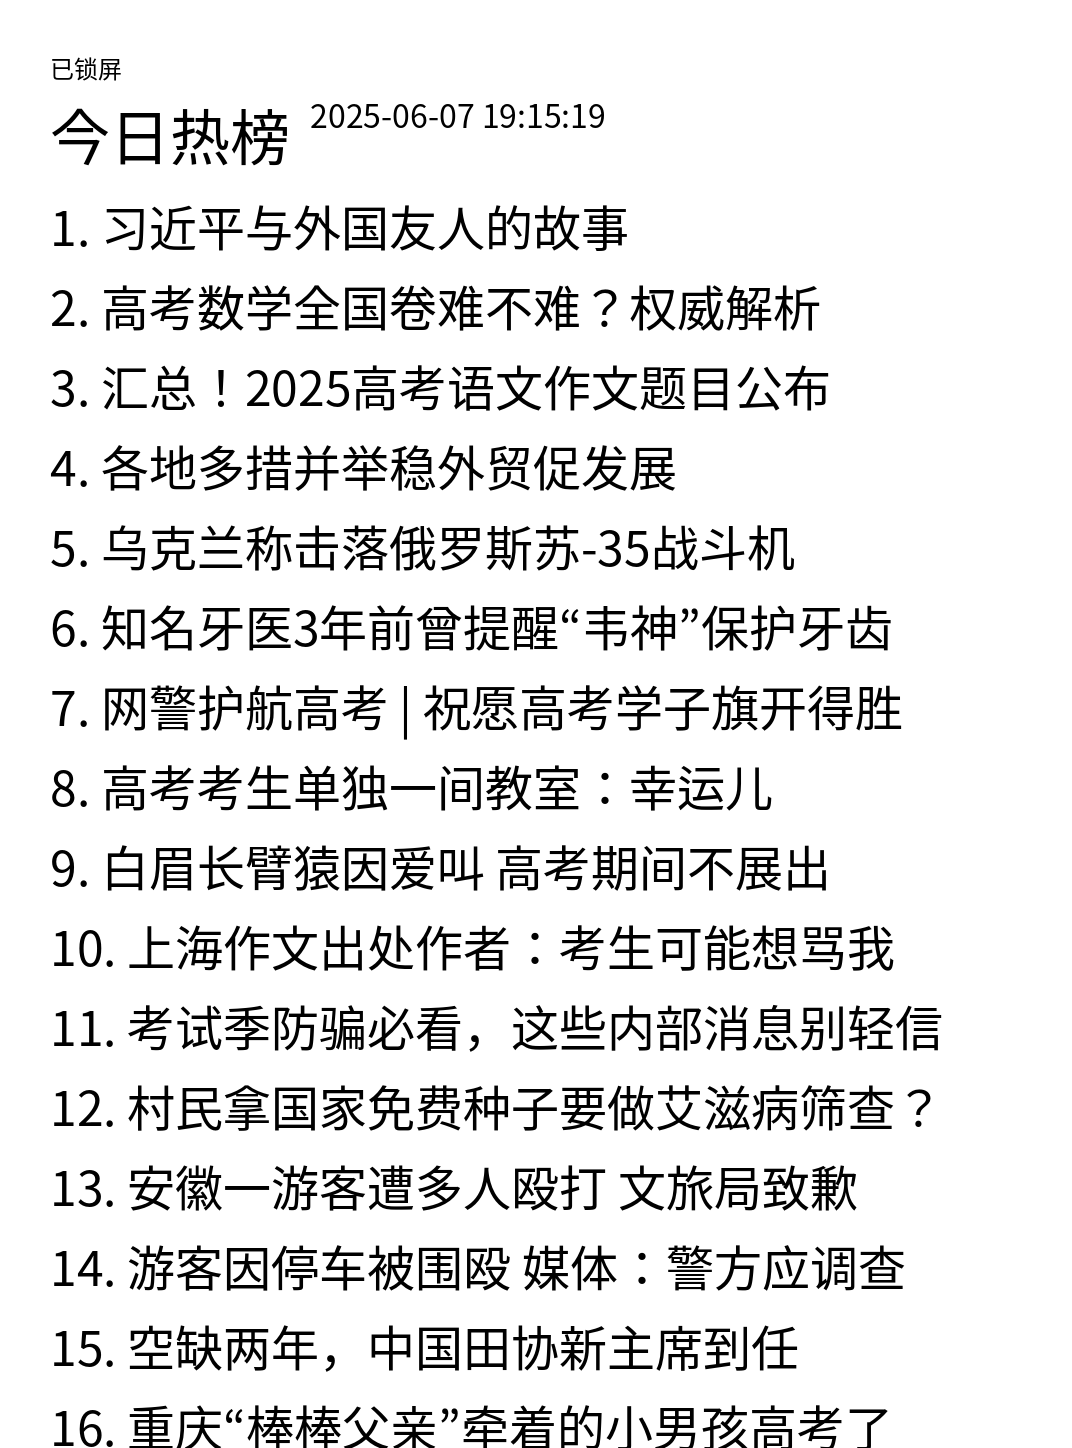 已锁屏
今日热榜 2025-06-07 19:15:19
1. 习近平与外国友人的故事
2. 高考数学全国卷难不难？权威解析
3. 汇总！2025高考语文作文题目公布
4. 各地多措并举稳外贸促发展
5. 乌克兰称击落俄罗斯苏-35战斗机
6. 知名牙医3年前曾提醒“韦神”保护牙齿
7. 网警护航高考 | 祝愿高考学子旗开得胜
8. 高考考生单独一间教室：幸运儿
9. 白眉长臂猿因爱叫 高考期间不展出
10. 上海作文出处作者：考生可能想骂我
11. 考试季防骗必看，这些内部消息别轻信
12. 村民拿国家免费种子要做艾滋病筛查？
13. 安徽一游客遭多人殴打 文旅局致歉
14. 游客因停车被围殴 媒体：警方应调查
15. 空缺两年，中国田协新主席到任
16. 重庆“棒棒父亲”牵着的小男孩高考了